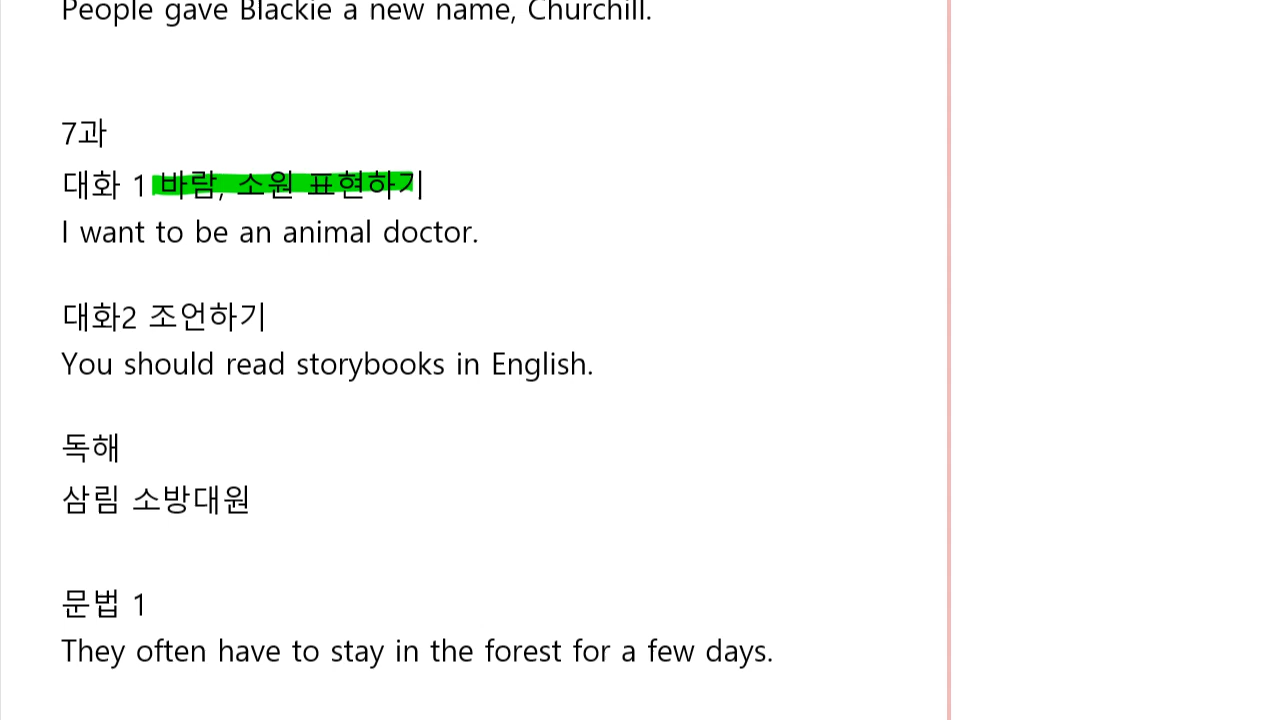 People gave Blackie a new name, Churchill.
7과
대화 1 바람, 소원 표현하기
I want to be an animal doctor.
대화2 조언하기
You should read storybooks in English.
독해
삼림 소방대원
문법 1
They often have to stay in the forest for a few days.